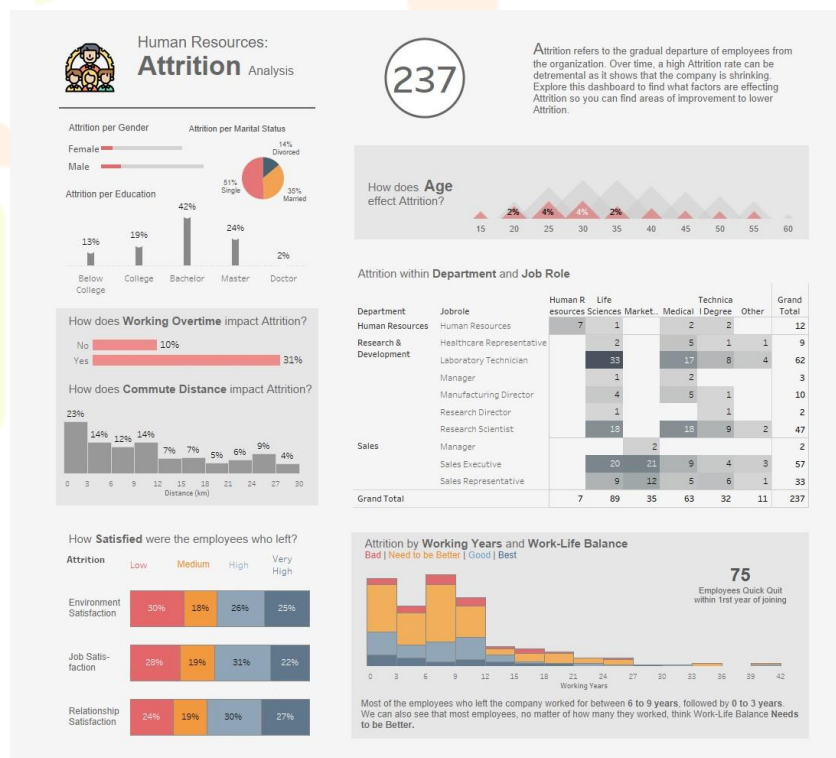 Human Resources:
Attrition Analysis
237
Attrition refers to the gradual departure of employees from
the organization. Over time, a high Attrition rate can be
detremental as it shows that the company is shrinking.
Explore this dashboard to find what factors are effecting
Attrition so you can find areas of improvement to lower
Attrition.
Attrition per Gender
Female
Male
Attrition per Marital Status
14%
Divorced
51%
Single
35%
Married
Attrition per Education
13% 19% 42% 24% 2%
Below College College Bachelor Master Doctor
How does Age
effect Attrition?
2% 4% 4% 2%
15 20 25 30 35 40 45 50 55 60
How does Working Overtime impact Attrition?
No 10%
Yes 31%
How does Commute Distance impact Attrition?
23% 14% 12% 14% 7% 7% 5% 6% 9% 4%
0 3 6 9 12 15 18 21 24 27 30
Distance (km)
Attrition within Department and Job Role
Department Jobrole Human R esources Life Sciences Market.. Medical Technica l Degree Other Grand Total
Human Resources Human Resources 7 1 2 2 12
Research & Development Healthcare Representative 2 5 1 1 9
Laboratory Technician 33 17 8 4 62
Manager 1 2 3
Manufacturing Director 4 5 1 10
Research Director 1 1 2
Research Scientist 18 18 9 2 47
Sales Manager 2 2
Sales Executive 20 21 9 4 3 57
Sales Representative 9 12 5 6 1 33
Grand Total 7 89 35 63 32 11 237
How Satisfied were the employees who left?
Attrition Low Medium High Very High
Environment Satisfaction 30% 18% 26% 25%
Job Satis-faction 28% 19% 31% 22%
Relationship Satisfaction 24% 19% 30% 27%
Attrition by Working Years and Work-Life Balance
Bad | Need to be Better | Good | Best
75
Employees Quick Quit
within 1rst year of joining
0 3 6 9 12 15 18 21 24 27 30 33 36 39 42
Working Years
Most of the employees who left the company worked for between 6 to 9 years, followed by 0 to 3 years.
We can also see that most employees, no matter of how many they worked, think Work-Life Balance Needs
to be Better.